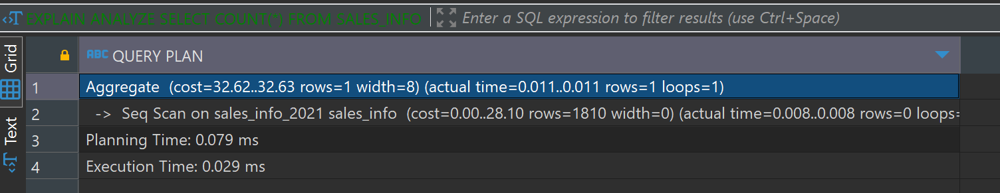 EXPLAIN ANALYZE SELECT COUNT(*) FROM SALES_INFO Enter a SQL expression to filter results (use Ctrl+Space)
Grid
Text
ABC QUERY PLAN
1 Aggregate (cost=32.62..32.63 rows=1 width=8) (actual time=0.011..0.011 rows=1 loops=1)
2 -> Seq Scan on sales_info_2021 sales_info (cost=0.00..28.10 rows=1810 width=0) (actual time=0.008..0.008 rows=0 loops=
3 Planning Time: 0.079 ms
4 Execution Time: 0.029 ms